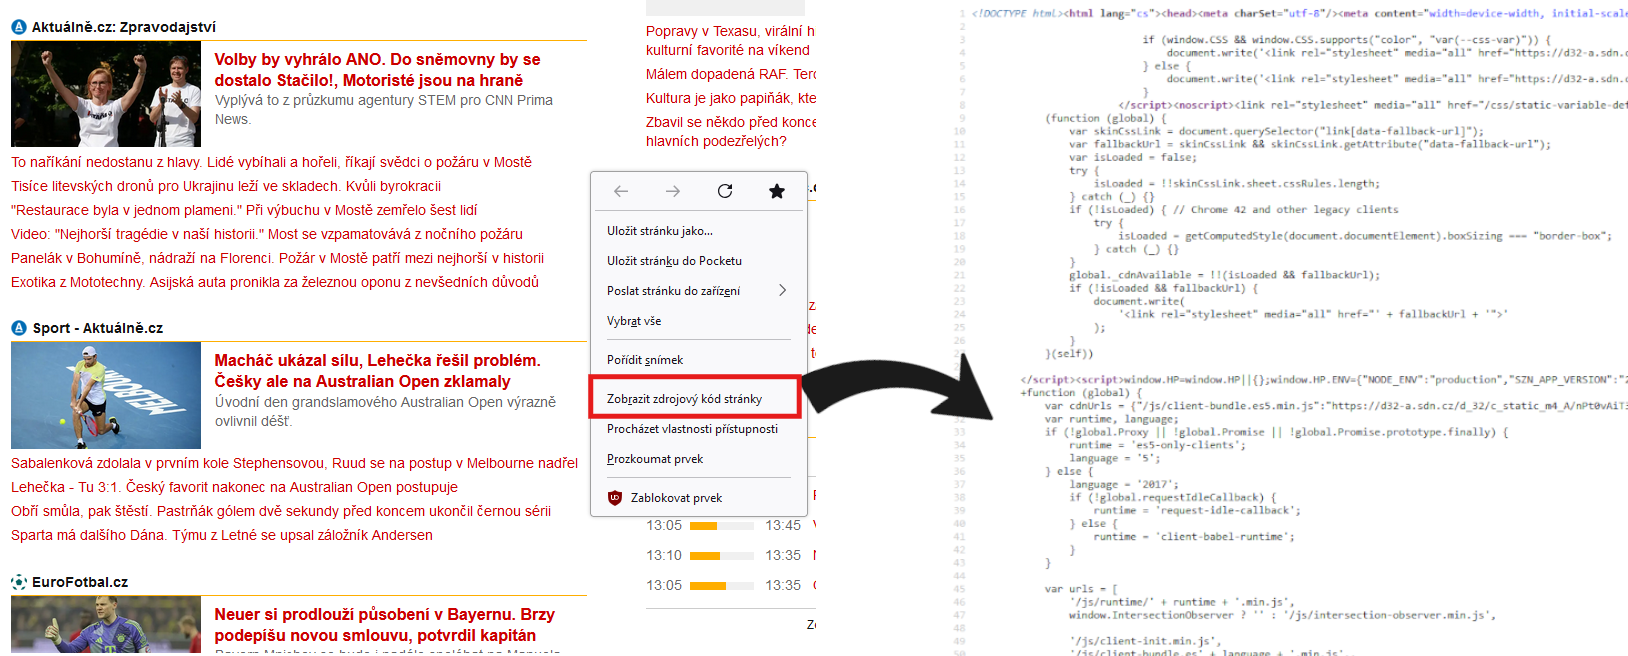 Aktuálně.cz: Zpravodajství
Volby by vyhrálo ANO. Do sněmovny by se
dostalo Stačilo!, Motoristé jsou na hraně
Vyplývá to z průzkumu agentury STEM pro CNN Prima
News.
To naříkání nedostanu z hlavy. Lidé vybíhali a hořeli, říkají svědci o požáru v Mostě
Tisíce litevských dronů pro Ukrajinu leží ve skladech. Kvůli byrokracii
"Restaurace byla v jednom plameni." Při výbuchu v Mostě zemřelo šest lidí
Video: "Nejhorší tragédie v naší historii." Most se vzpamatovává z nočního požáru
Panelák v Bohumíně, nádraží na Florenci. Požár v Mostě patří mezi nejhorší v historii
Exotika z Mototechny. Asijská auta pronikla za železnou oponu z nevšedních důvodů
Sport - Aktuálně.cz
MELBOURNE
Macháč ukázal sílu, Lehečka řešil problém.
Češky ale na Australian Open zklamaly
Úvodní den grandslamového Australian Open výrazně
ovlivnil déšť.
Sabalenková zdolala v prvním kole Stephensovou, Ruud se na postup v Melbourne nadřel
Lehečka - Tu 3:1. Český favorit nakonec na Australian Open postupuje
Obří smůla, pak štěstí. Pastrňák gólem dvě sekundy před koncem ukončil černou sérii
Sparta má dalšího Dána. Týmu z Letné se upsal záložník Andersen
EuroFotbal.cz
Neuer si prodlouží působení v Bayernu. Brzy
podepíšu novou smlouvu, potvrdil kapitán
Popravy v Texasu, virální h
kulturní favorité na víkend
Málem dopadená RAF. Terc
Kultura je jako papiňák, kte
Zbavil se někdo před konce
hlavních podezřelých?
Uložit stránku jako...
Uložit stránku do Pocketu
Poslat stránku do zařízení
Vybrat vše
Pořídit snímek
Zobrazit zdrojový kód stránky
Procházet vlastnosti přístupnosti
Prozkoumat prvek
Zablokovat prvek
13:05 13:45
13:10 13:35
13:05 13:35
1 <!DOCTYPE html><html lang="cs"><head><meta charSet="utf-8"/><meta content="width=device-width, initial-scale
2
3 if (window.CSS && window.CSS.supports("color", "var(--css-var)")) {
4 document.write('<link rel="stylesheet" media="all" href="https://d32-a.sdn.c
5 } else {
6 document.write('<link rel="stylesheet" media="all" href="https://d32-a.sdn.c
7 }
8 </script><noscript><link rel="stylesheet" media="all" href="/css/static-variable-def
9 (function (global) {
10 var skinCssLink = document.querySelector("link[data-fallback-url]");
11 var fallbackUrl = skinCssLink && skinCssLink.getAttribute("data-fallback-url");
12 var isLoaded = false;
13 try {
14 isLoaded = !!skinCssLink.sheet.cssRules.length;
15 } catch (_) {}
16 if (!isLoaded) { // Chrome 42 and other legacy clients
17 try {
18 isLoaded = getComputedStyle(document.documentElement).boxSizing === "border-box";
19 } catch (_) {}
20 }
21 global._cdnAvailable = !!(isLoaded && fallbackUrl);
22 if (!isLoaded && fallbackUrl) {
23 document.write(
24 '<link rel="stylesheet" media="all" href="' + fallbackUrl + '">'
25 );
26 }
}(self))
</script><script>window.HP=window.HP||{};window.HP.ENV={"NODE_ENV":"production","SZN_APP_VERSION":"2
+function (global) {
var cdnUrls = {"/js/client-bundle.es5.min.js":"https://d32-a.sdn.cz/d_32/c_static_m4_A/nPt0vAiT3
var runtime, language;
33 if (!global.Proxy || !global.Promise || !global.Promise.prototype.finally) {
34 runtime = 'es5-only-clients';
35 language = '5';
36 } else {
37 language = '2017';
38 if (!global.requestIdleCallback) {
39 runtime = 'request-idle-callback';
40 } else {
41 runtime = 'client-babel-runtime';
42 }
43 }
44
45 var urls = [
46 '/js/runtime/' + runtime + '.min.js',
47 window.IntersectionObserver ? '' : '/js/intersection-observer.min.js',
48
49 '/js/client-init.min.js',
50 '/js/client-bundle.es' + language + '.min.js',